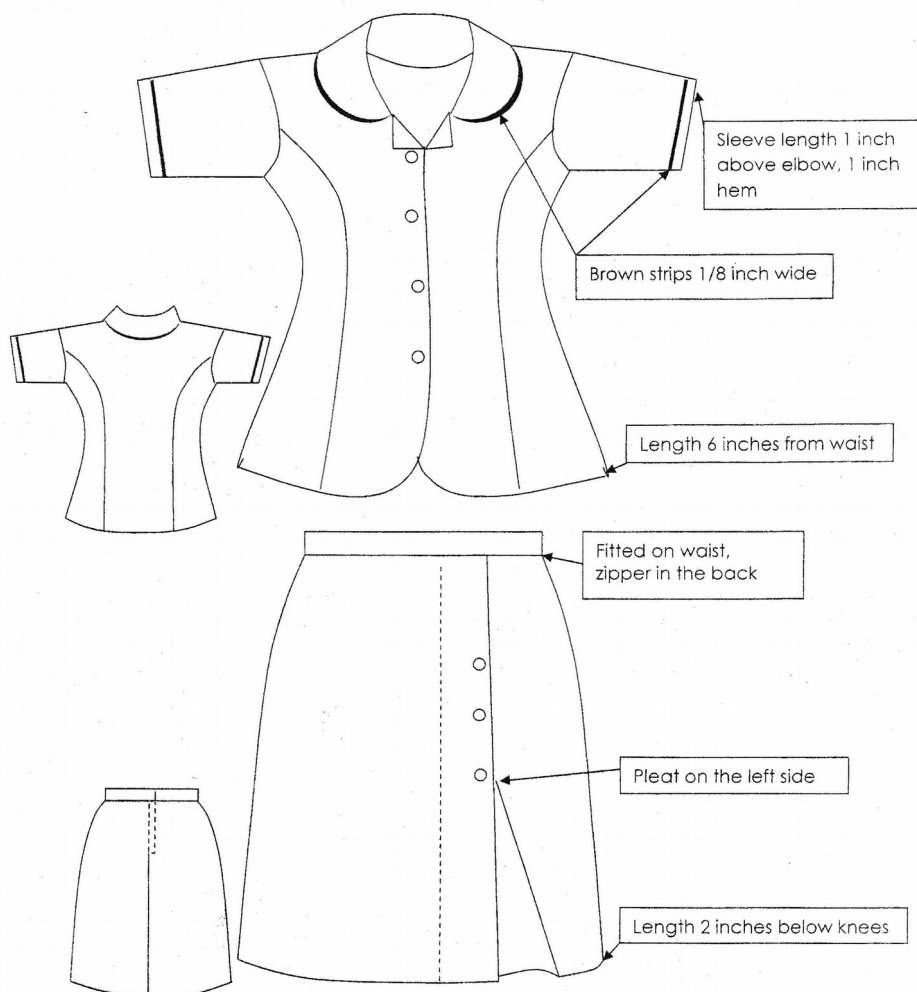 Sleeve length 1 inch
above elbow, 1 inch
hem
Brown strips 1/8 inch wide
Length 6 inches from waist
Fitted on waist,
zipper in the back
Pleat on the left side
Length 2 inches below knees